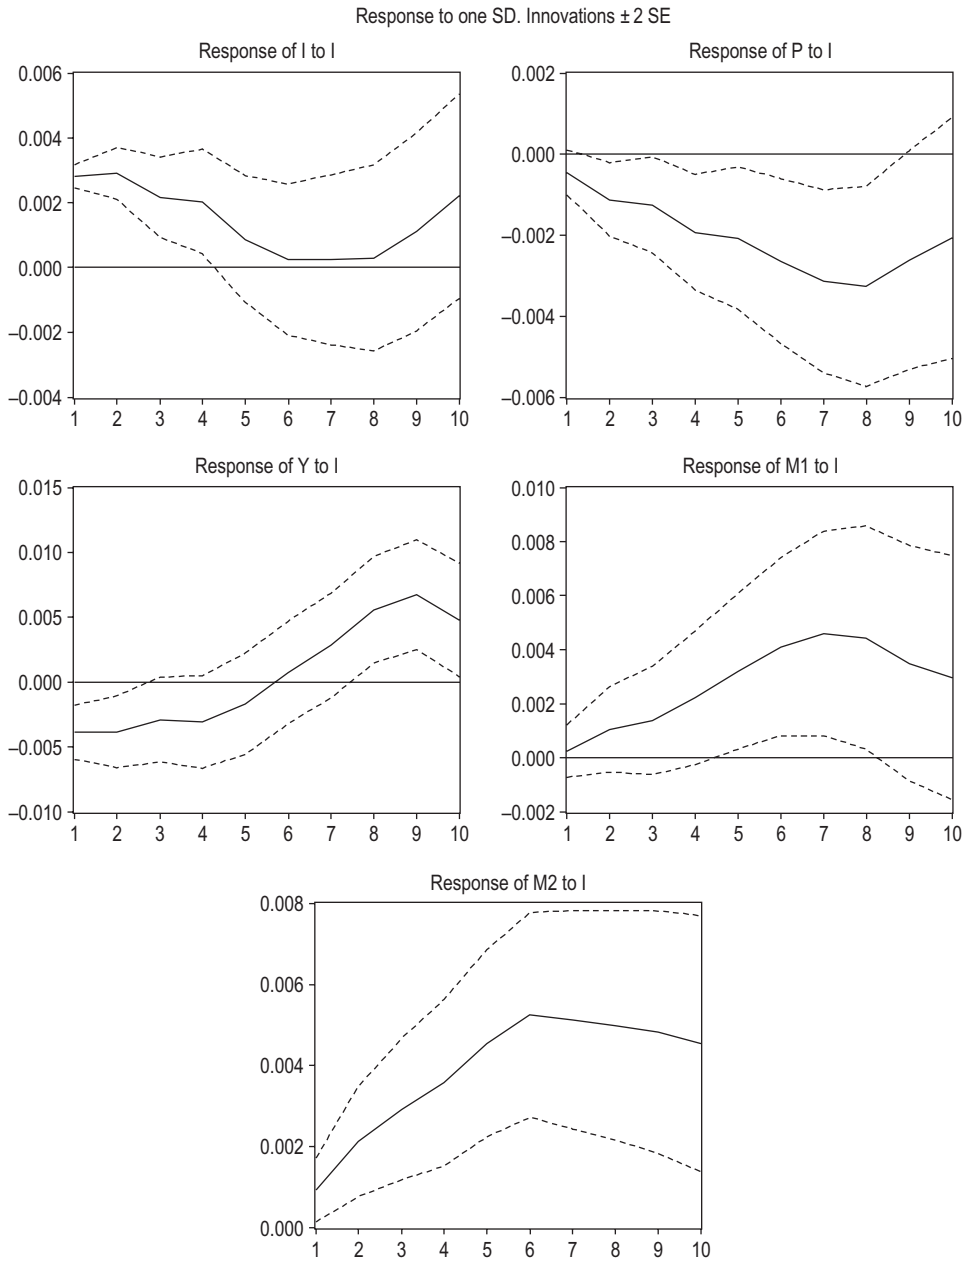 Response to one SD. Innovations ± 2 SE
Response of I to I
0.006
0.004
0.002
0.000
–0.002
–0.004
1 2 3 4 5 6 7 8 9 10
Response of P to I
0.002
0.000
–0.002
–0.004
–0.006
1 2 3 4 5 6 7 8 9 10
Response of Y to I
0.015
0.010
0.005
0.000
–0.005
–0.010
1 2 3 4 5 6 7 8 9 10
Response of M1 to I
0.010
0.008
0.006
0.004
0.002
0.000
–0.002
1 2 3 4 5 6 7 8 9 10
Response of M2 to I
0.008
0.006
0.004
0.002
0.000
1 2 3 4 5 6 7 8 9 10